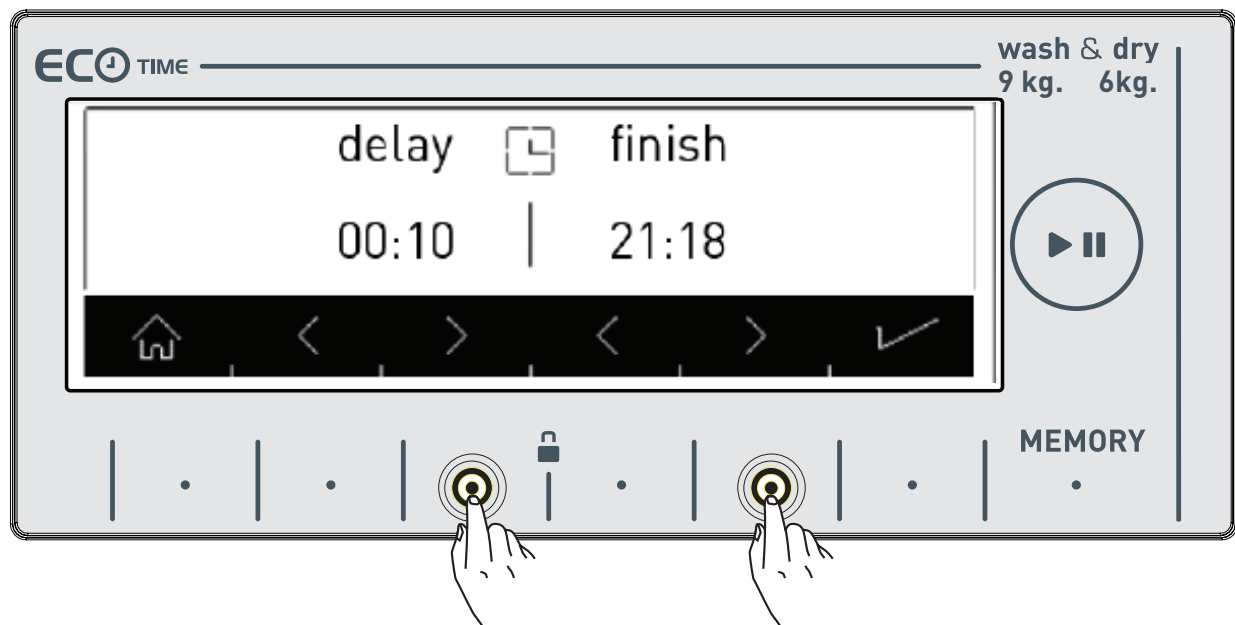 ECO TIME
wash & dry
9 kg. 6kg.
delay finish
00:10 | 21:18
MEMORY